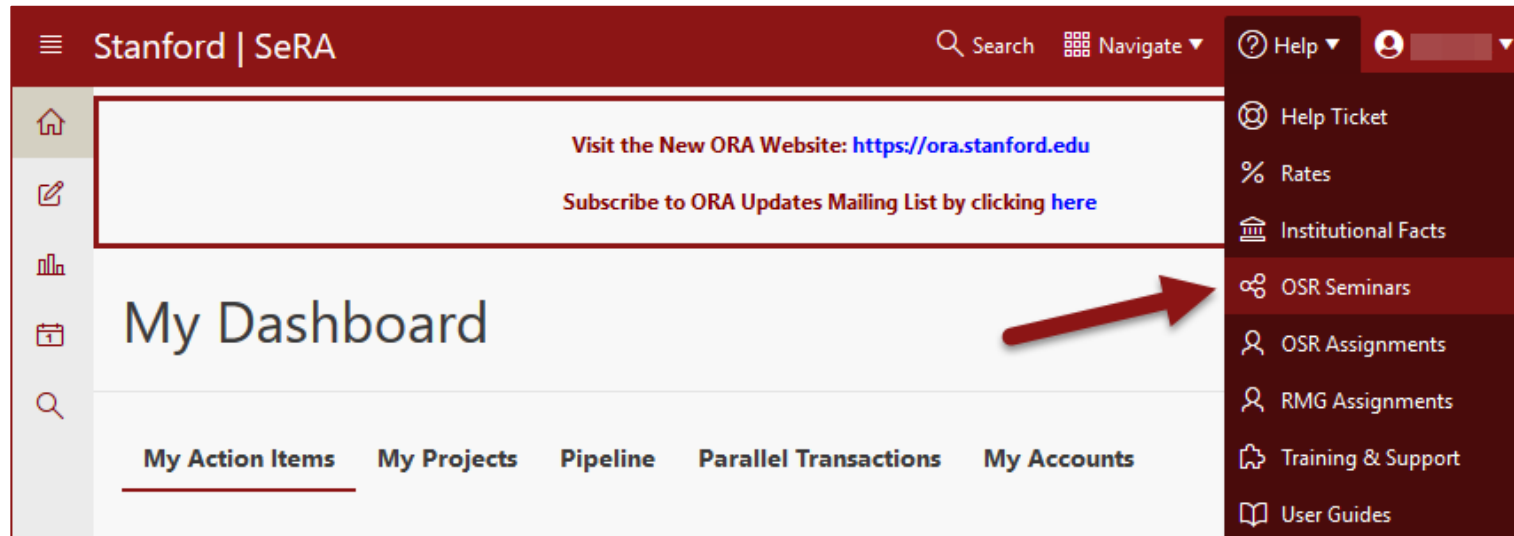 Stanford | SeRA
Search
Navigate
Help
Visit the New ORA Website: https://ora.stanford.edu
Subscribe to ORA Updates Mailing List by clicking here
My Dashboard
My Action Items
My Projects
Pipeline
Parallel Transactions
My Accounts
Help Ticket
Rates
Institutional Facts
OSR Seminars
OSR Assignments
RMG Assignments
Training & Support
User Guides